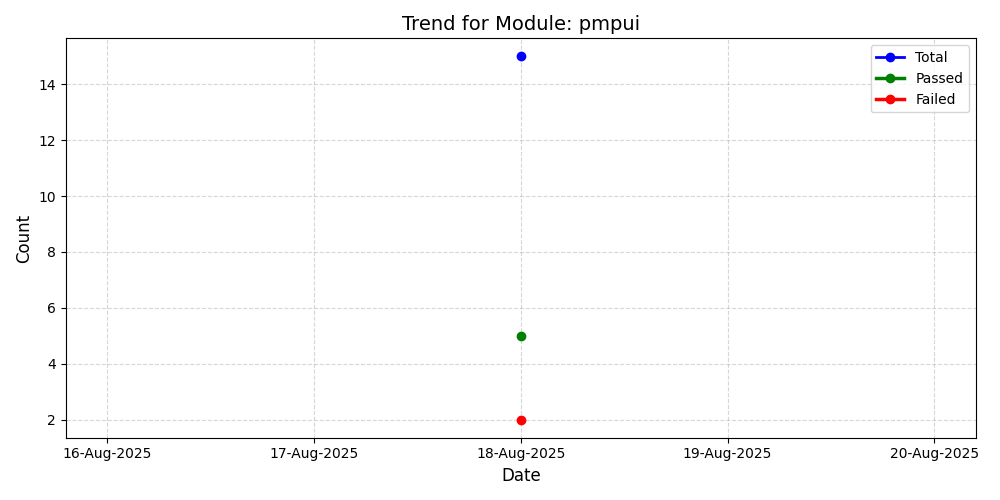 Trend for Module: pmpui
Total
Passed
Failed
14
12
10
8
6
4
2
Count
16-Aug-2025
17-Aug-2025
18-Aug-2025
19-Aug-2025
20-Aug-2025
Date